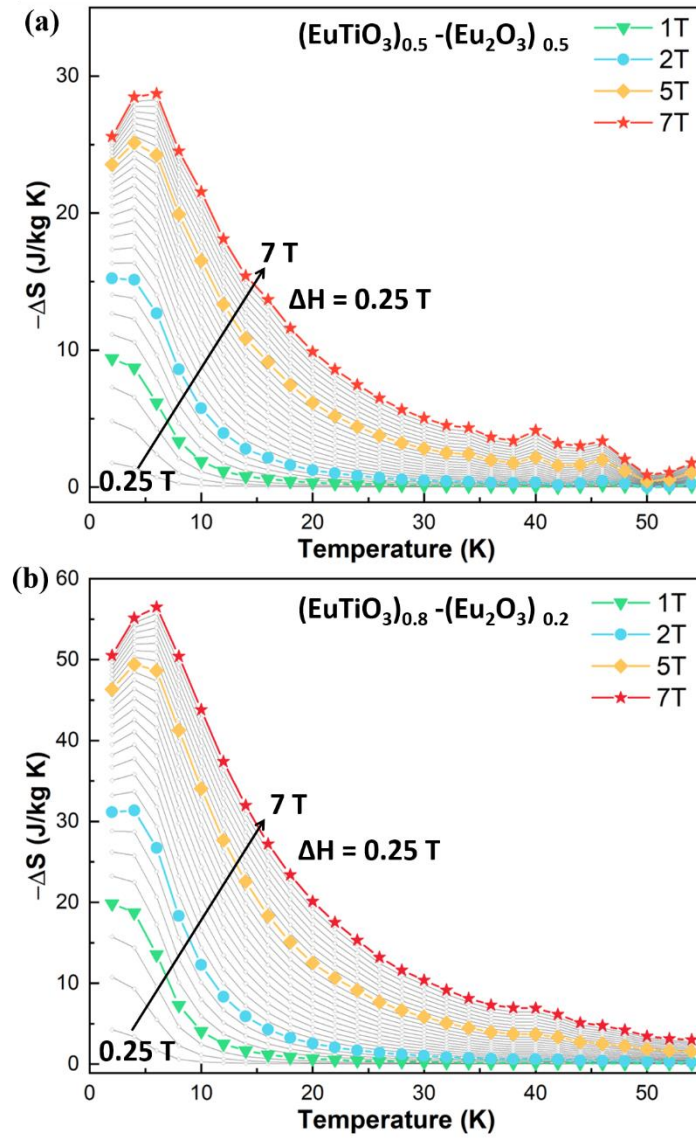 (a)
(EuTiO₃)₀.₅ -(Eu₂O₃) ₀.₅
1T
2T
5T
7T
30
20
10
0
−ΔS (J/kg K)
7 T
ΔH = 0.25 T
0.25 T
0 10 20 30 40 50
Temperature (K)
(b)
(EuTiO₃)₀.₈ -(Eu₂O₃) ₀.₂
1T
2T
5T
7T
60
50
40
30
20
10
0
−ΔS (J/kg K)
7 T
ΔH = 0.25 T
0.25 T
0 10 20 30 40 50
Temperature (K)